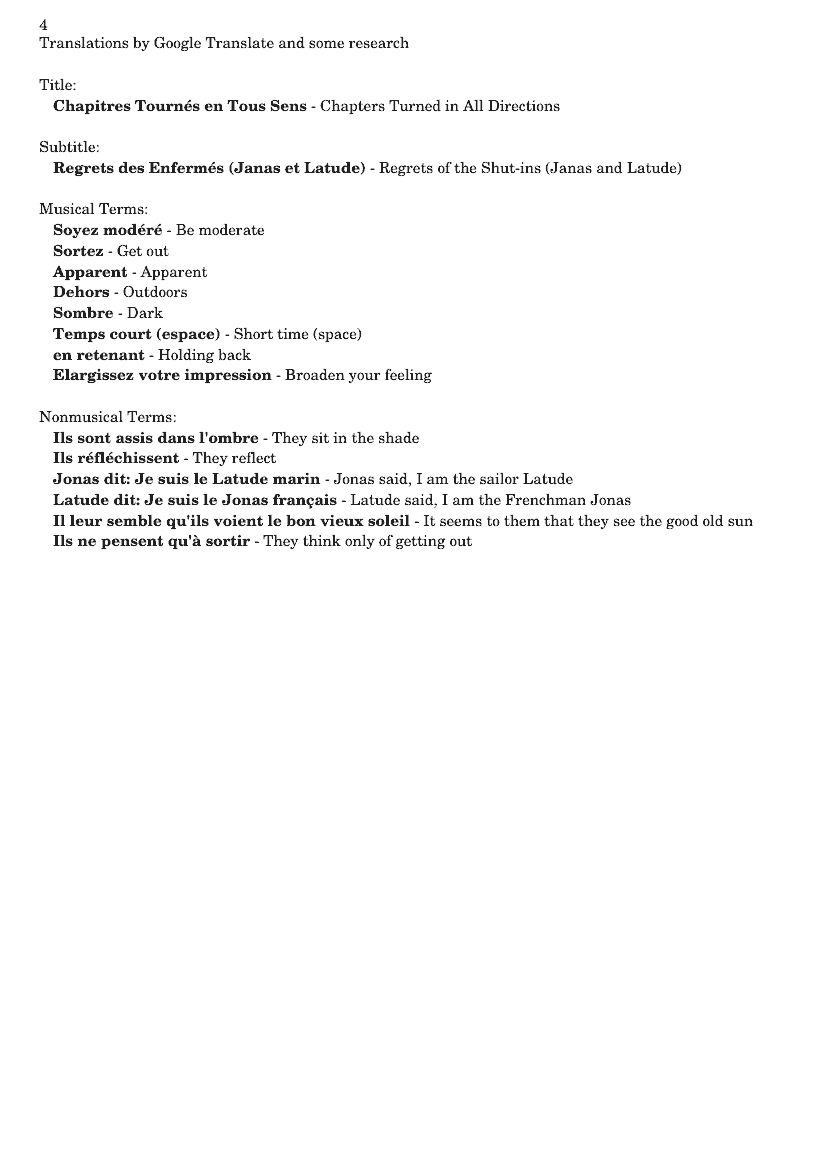 4
Translations by Google Translate and some research
Title:
Chapitres Tournés en Tous Sens - Chapters Turned in All Directions
Subtitle:
Regrets des Enfermés (Janas et Latude) - Regrets of the Shut-ins (Janas and Latude)
Musical Terms:
Soyez modéré - Be moderate
Sortez - Get out
Apparent - Apparent
Dehors - Outdoors
Sombre - Dark
Temps court (espace) - Short time (space)
en retenant - Holding back
Elargissez votre impression - Broaden your feeling
Nonmusical Terms:
Ils sont assis dans l'ombre - They sit in the shade
Ils réfléchissent - They reflect
Jonas dit: Je suis le Latude marin - Jonas said, I am the sailor Latude
Latude dit: Je suis le Jonas français - Latude said, I am the Frenchman Jonas
Il leur semble qu'ils voient le bon vieux soleil - It seems to them that they see the good old sun
Ils ne pensent qu'à sortir - They think only of getting out